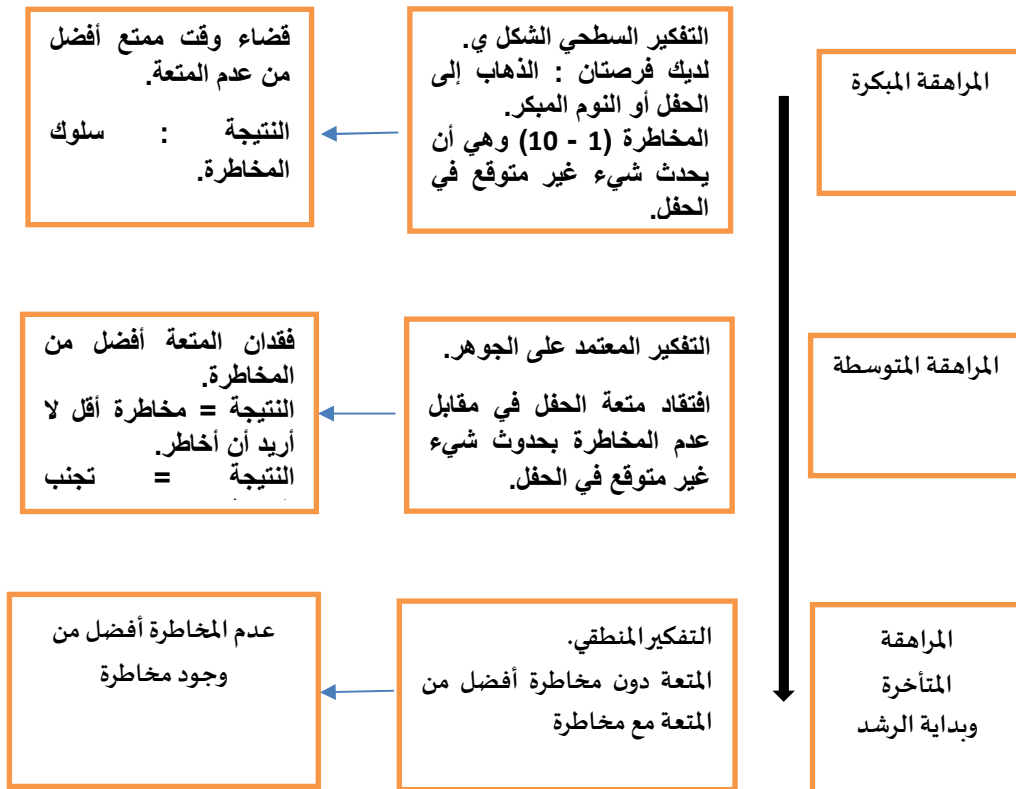 المراهقة المبكرة
التفكير السطحي الشكل ي.
لديك فرصتان : الذهاب إلى
الحفل أو النوم المبكر.
المخاطرة (1 - 10) وهي أن
يحدث شيء غير متوقع في
الحفل.
قضاء وقت ممتع أفضل
من عدم المتعة.
النتيجة : سلوك
المخاطرة.
المراهقة المتوسطة
التفكير المعتمد على الجوهر.
افتقاد متعة الحفل في مقابل
عدم المخاطرة بحدوث شيء
غير متوقع في الحفل.
فقدان المتعة أفضل من
المخاطرة.
النتيجة = مخاطرة أقل لا
أريد أن أخاطر.
النتيجة = تجنب
المراهقة
المتأخرة
وبداية الرشد
التفكير المنطقي.
المتعة دون مخاطرة أفضل من
المتعة مع مخاطرة
عدم المخاطرة أفضل من
وجود مخاطرة